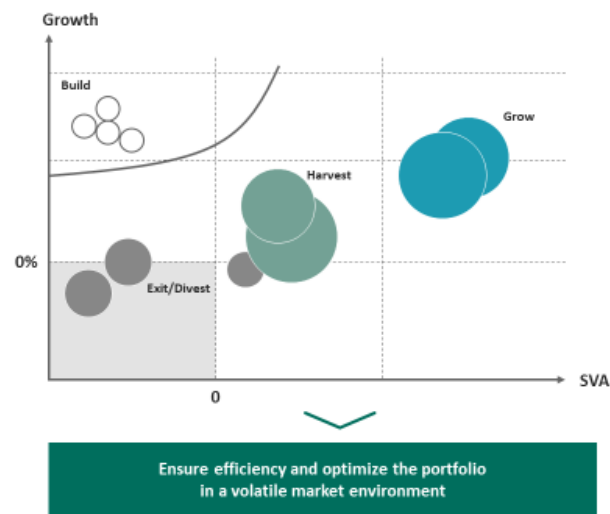 Growth
Build
Grow
Harvest
0%
Exit/Divest
SVA
0
Ensure efficiency and optimize the portfolio
in a volatile market environment